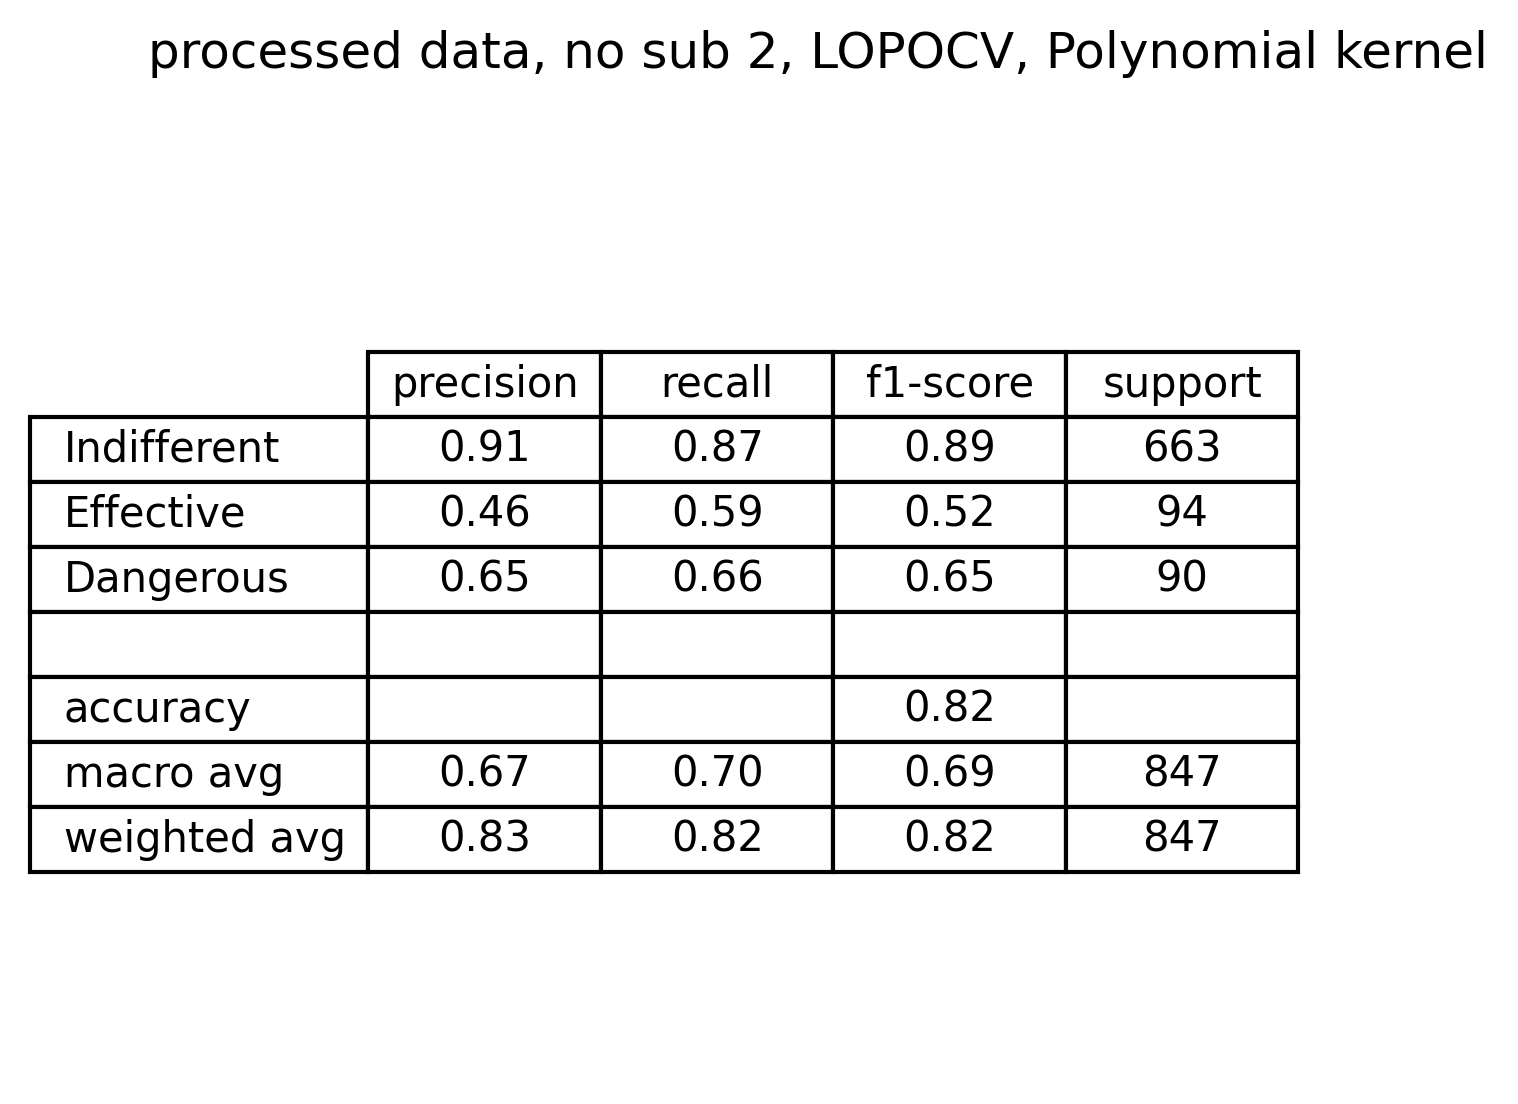 processed data, no sub 2, LOPOCV, Polynomial kernel
precision recall f1-score support
Indifferent 0.91 0.87 0.89 663
Effective 0.46 0.59 0.52 94
Dangerous 0.65 0.66 0.65 90
accuracy 0.82
macro avg 0.67 0.70 0.69 847
weighted avg 0.83 0.82 0.82 847